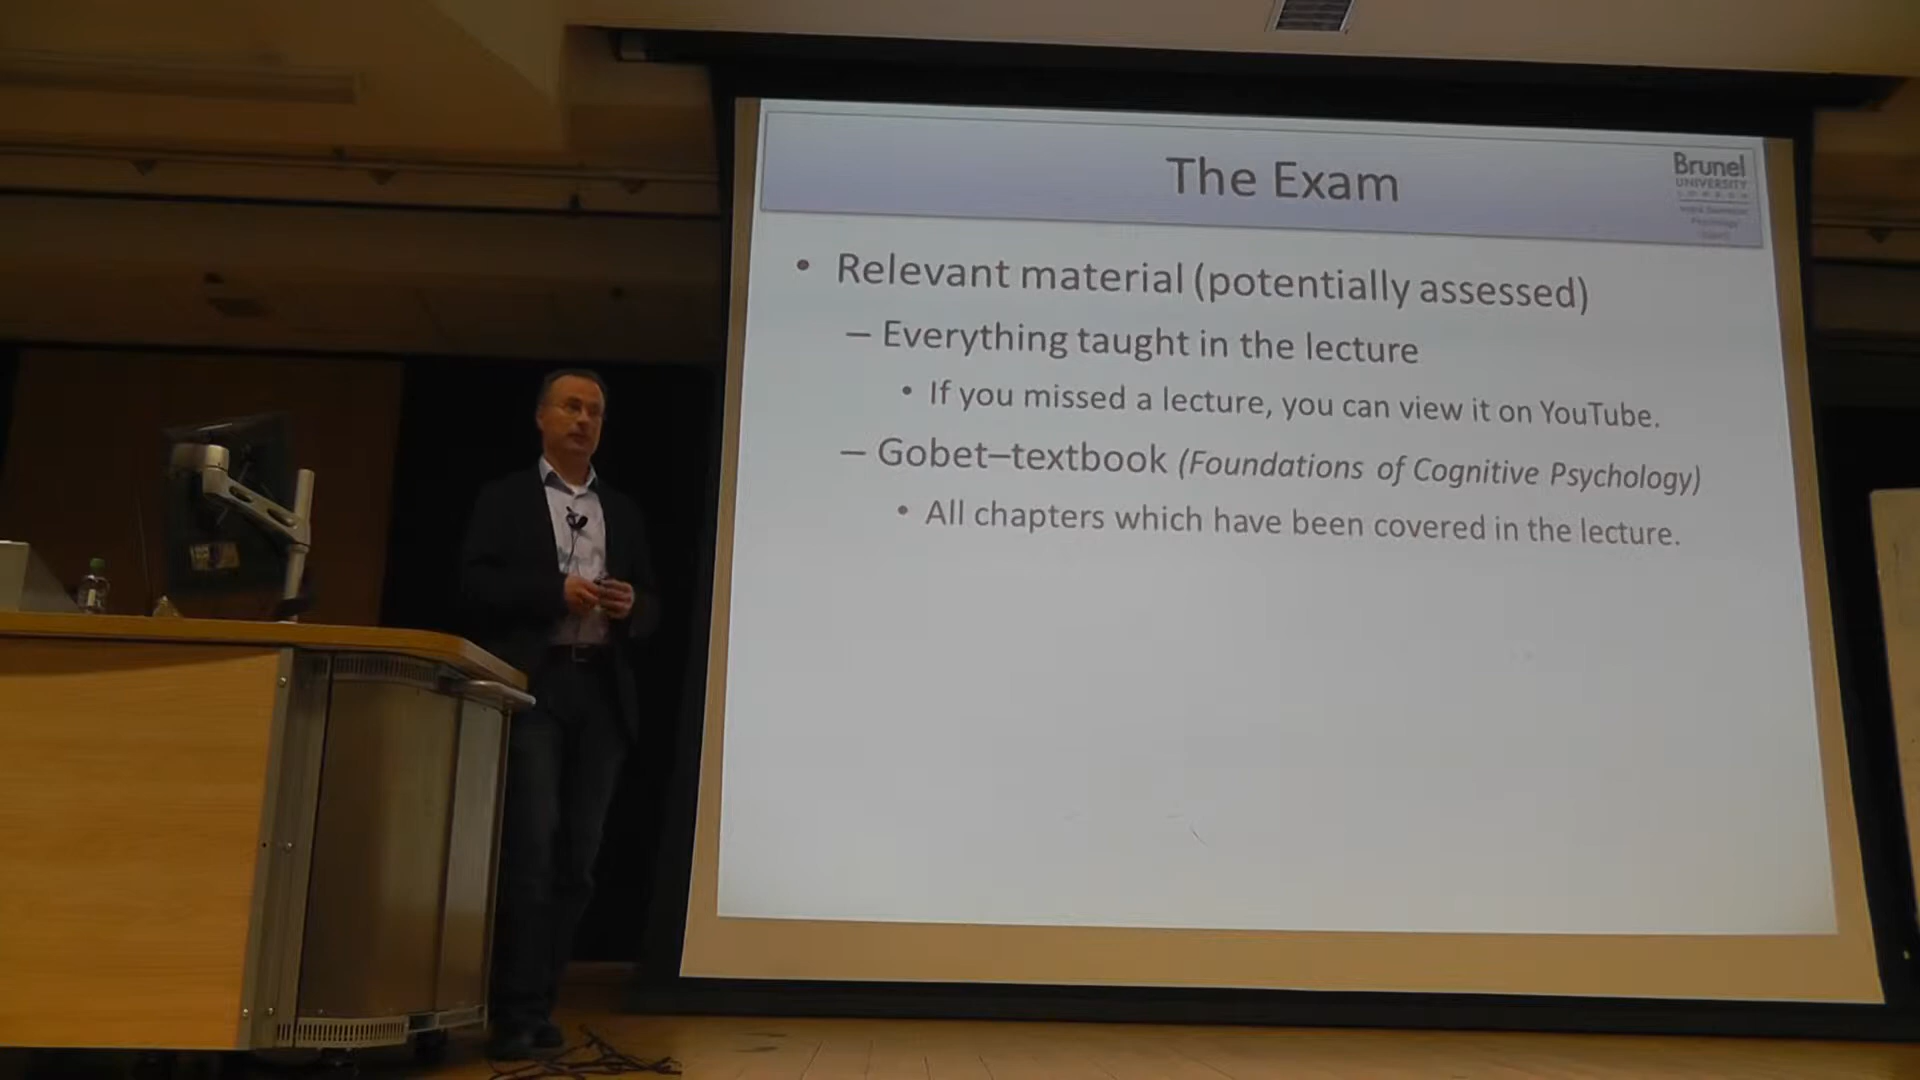 The Exam
Brunel
UNIVERSITY
LONDON
• Relevant material (potentially assessed)
– Everything taught in the lecture
• If you missed a lecture, you can view it on YouTube.
– Gobet–textbook (Foundations of Cognitive Psychology)
• All chapters which have been covered in the lecture.